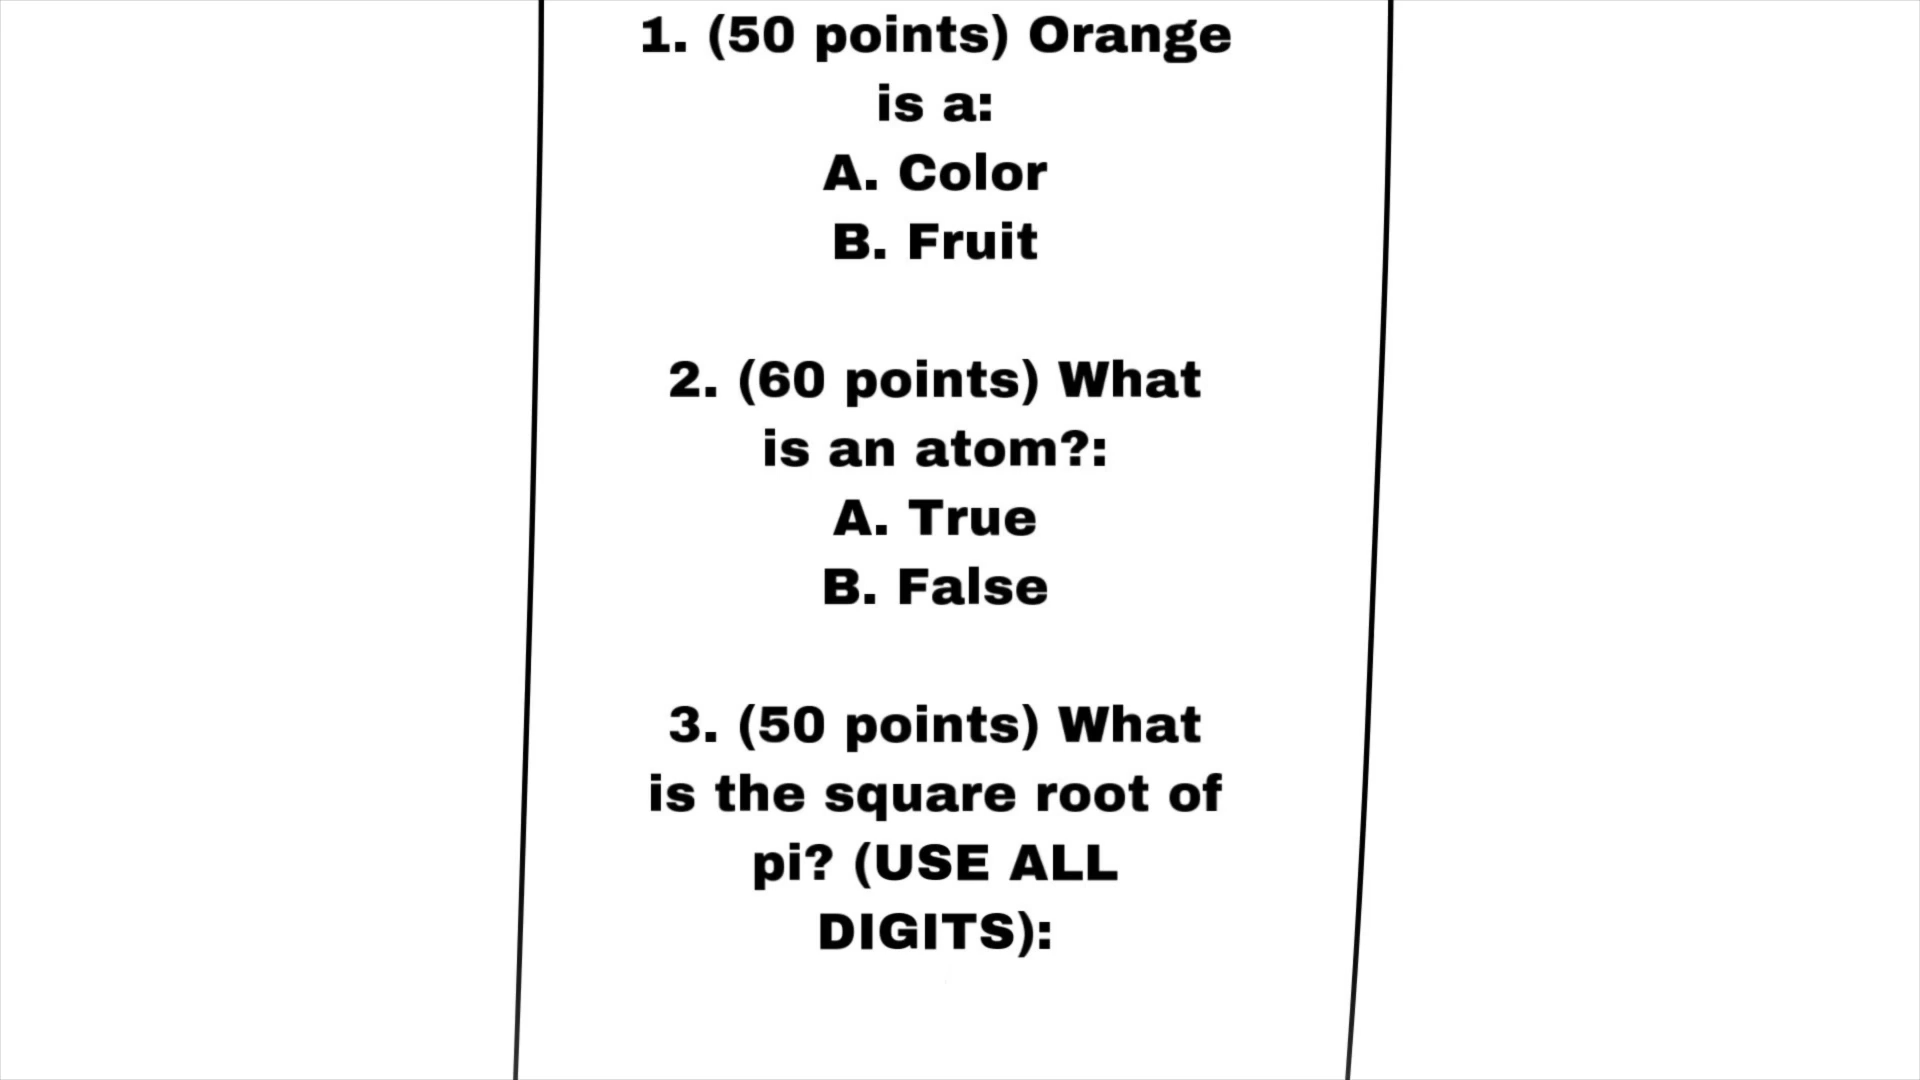 1. (50 points) Orange
is a:
A. Color
B. Fruit
2. (60 points) What
is an atom?:
A. True
B. False
3. (50 points) What
is the square root of
pi? (USE ALL
DIGITS):